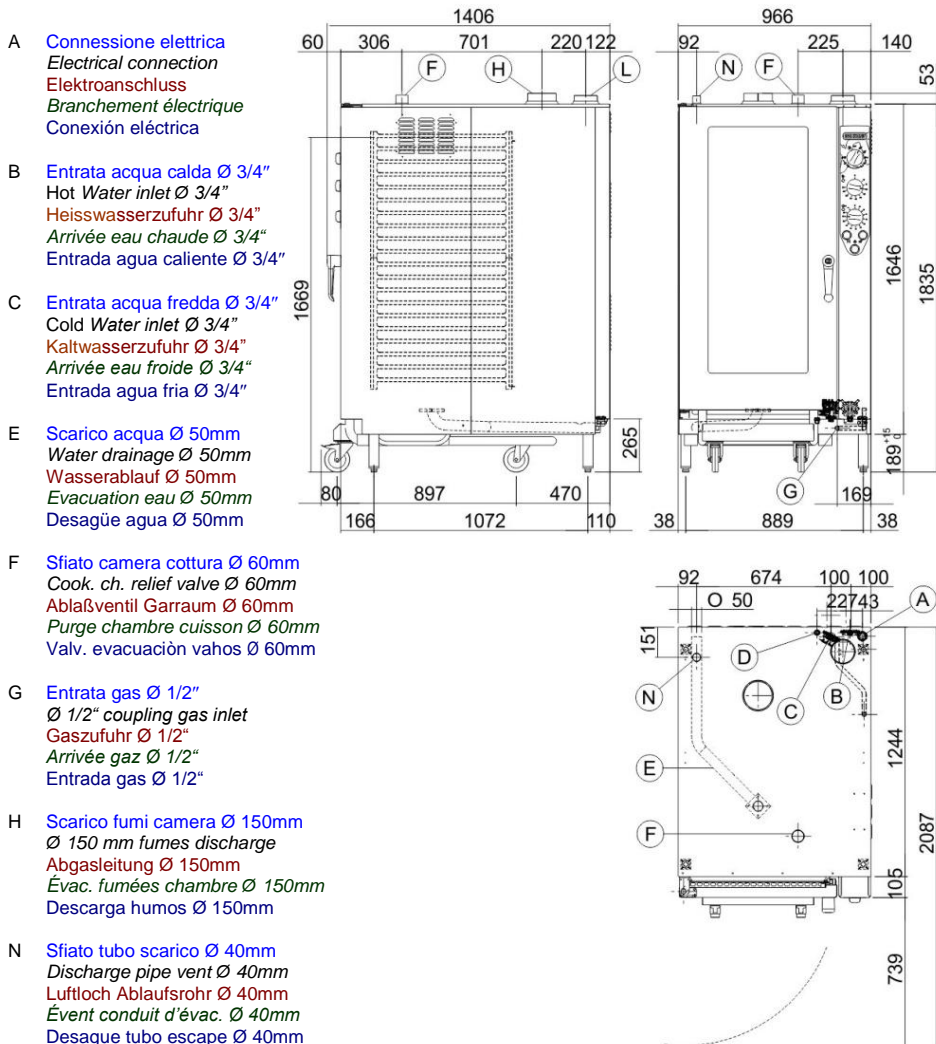 A Connessione elettrica
Electrical connection
Elektroanschluss
Branchement électrique
Conexión eléctrica
B Entrata acqua calda Ø 3/4"
Hot Water inlet Ø 3/4"
Heisswasserzufuhr Ø 3/4"
Arrivée eau chaude Ø 3/4“
Entrada agua caliente Ø 3/4"
C Entrata acqua fredda Ø 3/4"
Cold Water inlet Ø 3/4"
Kaltwasserzufuhr Ø 3/4"
Arrivée eau froide Ø 3/4“
Entrada agua fria Ø 3/4"
E Scarico acqua Ø 50mm
Water drainage Ø 50mm
Wasserablauf Ø 50mm
Evacuation eau Ø 50mm
Desagüe agua Ø 50mm
F Sfiato camera cottura Ø 60mm
Cook. ch. relief valve Ø 60mm
Ablaßventil Garraum Ø 60mm
Purge chambre cuisson Ø 60mm
Valv. evacuaciòn vahos Ø 60mm
G Entrata gas Ø 1/2"
Ø 1/2“ coupling gas inlet
Gaszufuhr Ø 1/2“
Arrivée gaz Ø 1/2“
Entrada gas Ø 1/2“
H Scarico fumi camera Ø 150mm
Ø 150 mm fumes discharge
Abgasleitung Ø 150mm
Évac. fumées chambre Ø 150mm
Descarga humos Ø 150mm
N Sfiato tubo scarico Ø 40mm
Discharge pipe vent Ø 40mm
Luftloch Ablaufsrohr Ø 40mm
Évent conduit d’évac. Ø 40mm
Desague tubo escape Ø 40mm
1406
60 306 701 220 122
F H L
1669
265
80 897 470
166 1072 110
966
92 225 140
N F
53
1646
1835
189 +15 0
G
169
38 889 38
92 674 100 100
O 50 22743
A
151
D
N
B
C
E
F
1244
2087
105
739